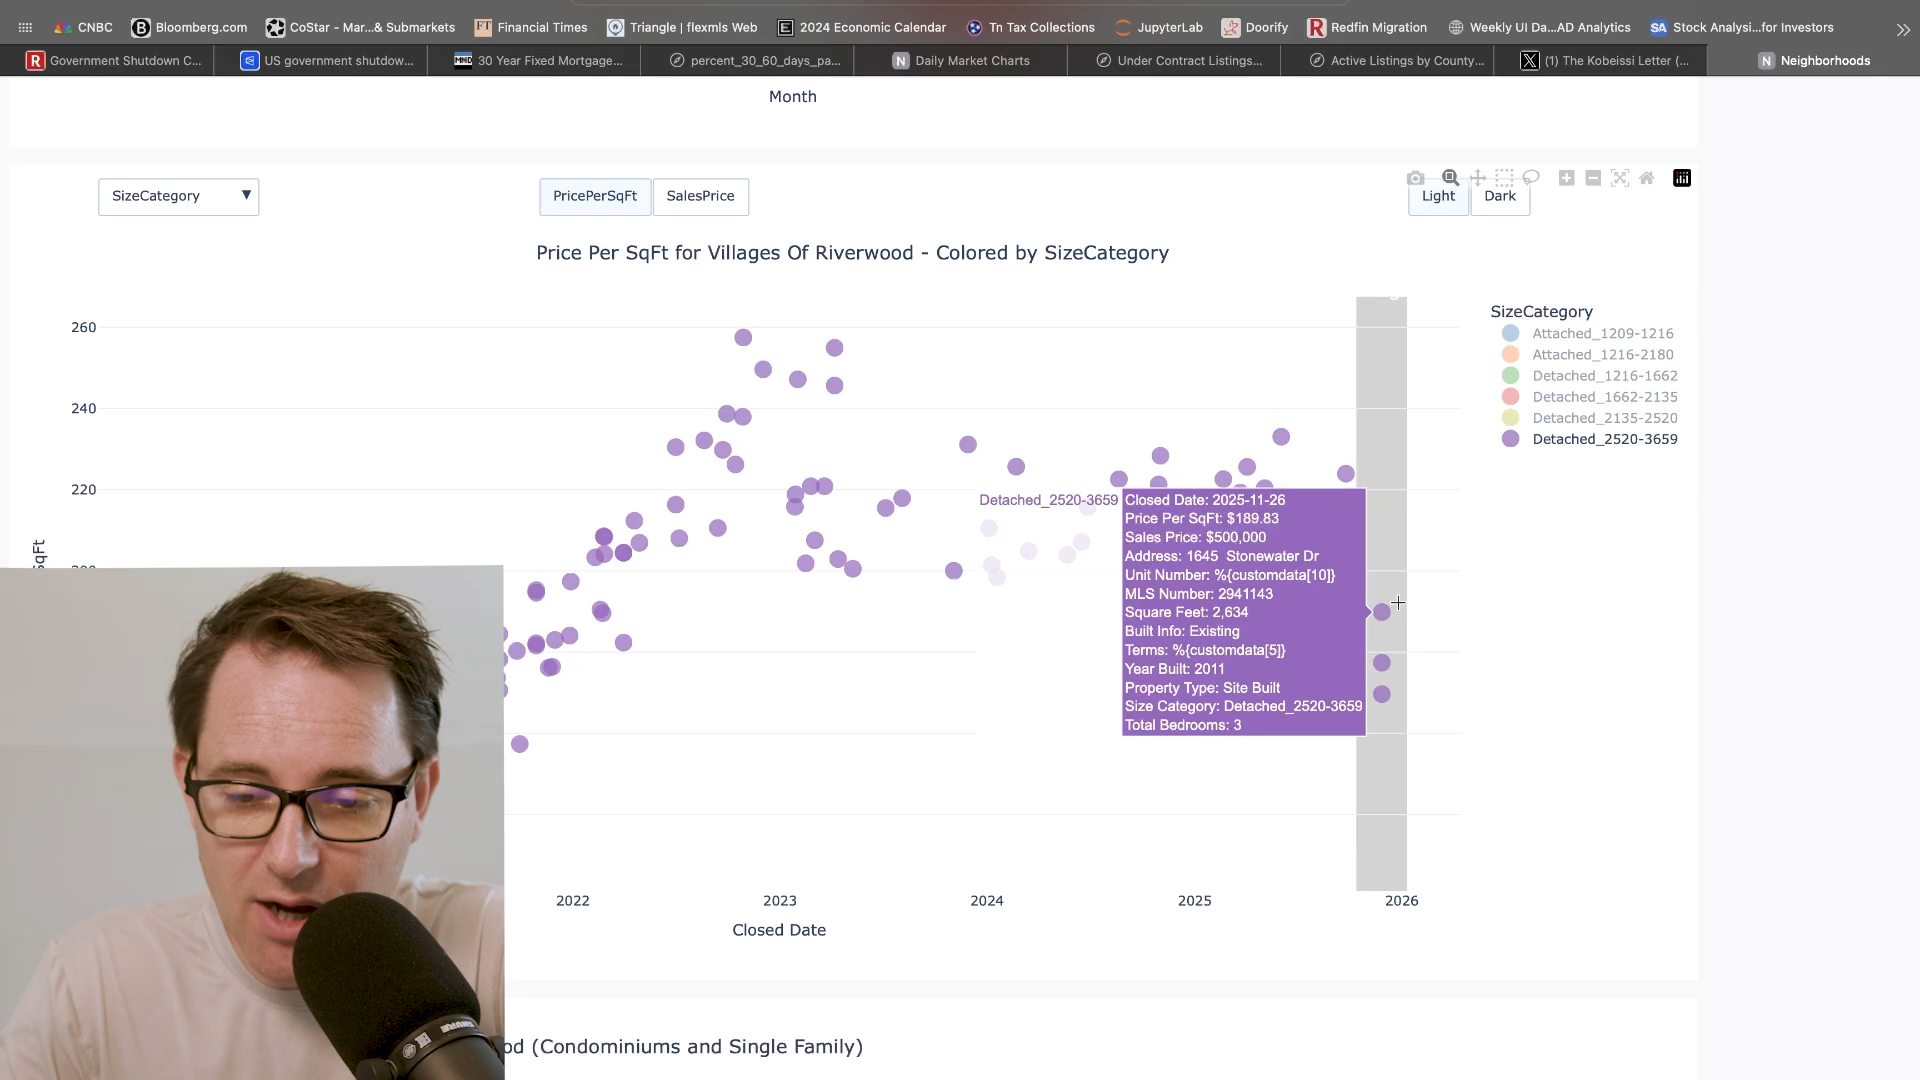 CNBC
Bloomberg.com
CoStar - Mar...& Submarkets
Financial Times
Triangle | flexmls Web
2024 Economic Calendar
Tn Tax Collections
JupyterLab
Doorify
Redfin Migration
Weekly UI Da...AD Analytics
Stock Analysi...for Investors
Government Shutdown C...
US government shutdow...
30 Year Fixed Mortgage...
percent_30_60_days_pa...
Daily Market Charts
Under Contract Listings...
Active Listings by County...
(1) The Kobeissi Letter (...
Neighborhoods
Month
SizeCategory ▼
PricePerSqFt
SalesPrice
Light
Dark
Price Per SqFt for Villages Of Riverwood - Colored by SizeCategory
SizeCategory
Attached_1209-1216
Attached_1216-2180
Detached_1216-1662
Detached_1662-2135
Detached_2135-2520
Detached_2520-3659
260
240
220
SqFt
Detached_2520-3659
Closed Date: 2025-11-26
Price Per SqFt: $189.83
Sales Price: $500,000
Address: 1645 Stonewater Dr
Unit Number: %{customdata[10]}
MLS Number: 2941143
Square Feet: 2,634
Built Info: Existing
Terms: %{customdata[5]}
Year Built: 2011
Property Type: Site Built
Size Category: Detached_2520-3659
Total Bedrooms: 3
2022
2023
2024
2025
2026
Closed Date
od (Condominiums and Single Family)
SHURE